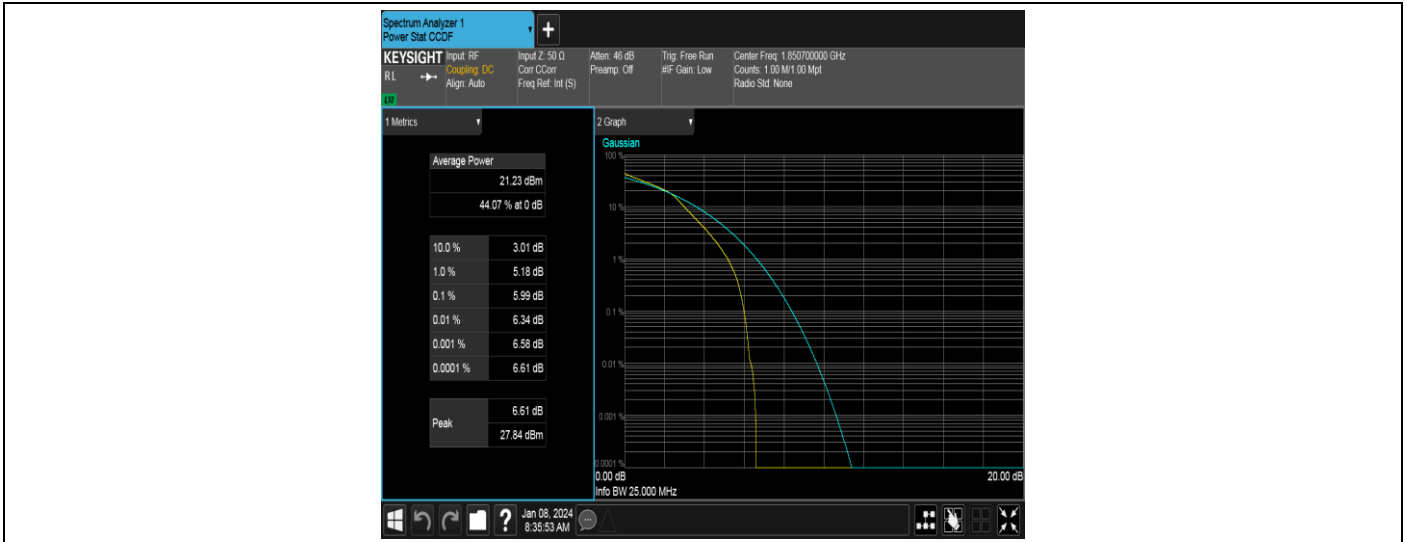 Spectrum Analyzer 1
Power Stat CCDF
+
KEYSIGHT
RL
LXI
Input: RF
Coupling: DC
Align: Auto
Input Z: 50 Ω
Corr CCorr
Freq Ref: Int (S)
Atten: 46 dB
Preamp: Off
Trig: Free Run
#IF Gain: Low
Center Freq: 1.850700000 GHz
Counts: 1.00 M/1.00 Mpt
Radio Std: None
1 Metrics
Average Power
21.23 dBm
44.07 % at 0 dB
10.0 % 3.01 dB
1.0 % 5.18 dB
0.1 % 5.99 dB
0.01 % 6.34 dB
0.001 % 6.58 dB
0.0001 % 6.61 dB
Peak
6.61 dB
27.84 dBm
2 Graph
Gaussian
100 %
10 %
1 %
0.1 %
0.01 %
0.001 %
0.0001 %
0.00 dB 20.00 dB
Info BW 25.000 MHz
?
Jan 08, 2024
8:35:53 AM